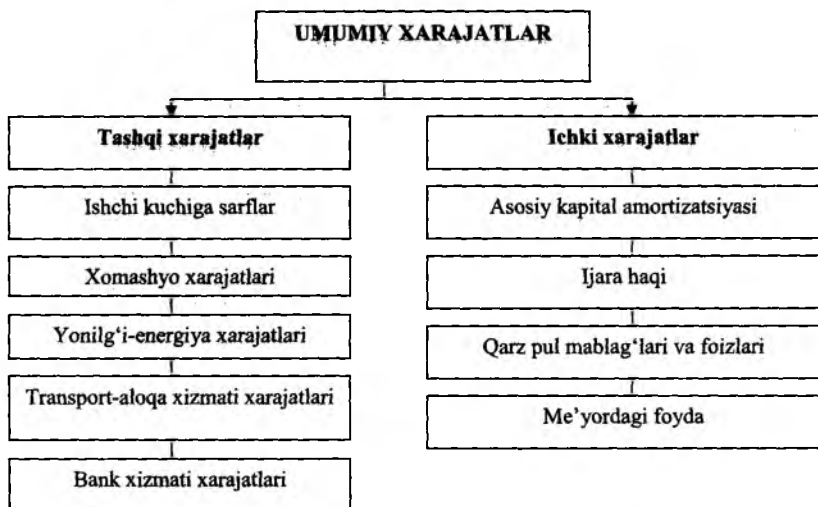 UMUMIY XARAJATLAR
Tashqi xarajatlar
Ishchi kuchiga sarflar
Xomashyo xarajatlari
Yonilg‘i-energiya xarajatlari
Transport-aloqa xizmati xarajatlari
Bank xizmati xarajatlari
Ichki xarajatlar
Asosiy kapital amortizatsiyasi
Ijara haqi
Qarz pul mablag‘lari va foizlari
Me’yordagi foyda